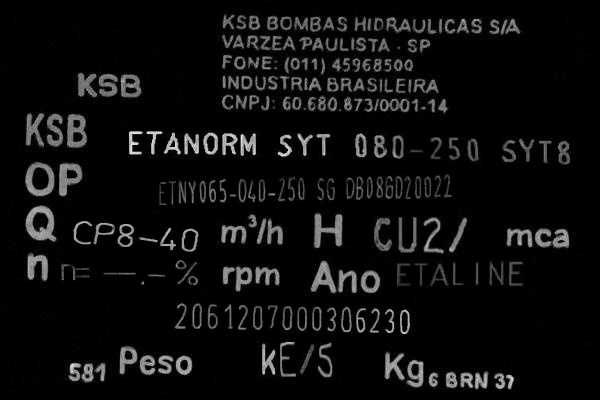 KSB BOMBAS HIDRAULICAS S/A
VARZEA PAULISTA - SP
FONE: (011) 45968500
INDUSTRIA BRASILEIRA
CNPJ: 60.680.873/0001-14
KSB
KSB ETANORM SYT 080-250 SYT8
OP ETNY065-040-250 SG DB08GD20022
Q CP8-40 m³/h H CU2/ mca
n n= —.-% rpm Ano ETALINE
2061207000306230
581 Peso kE/5 Kg 6 BRN 37